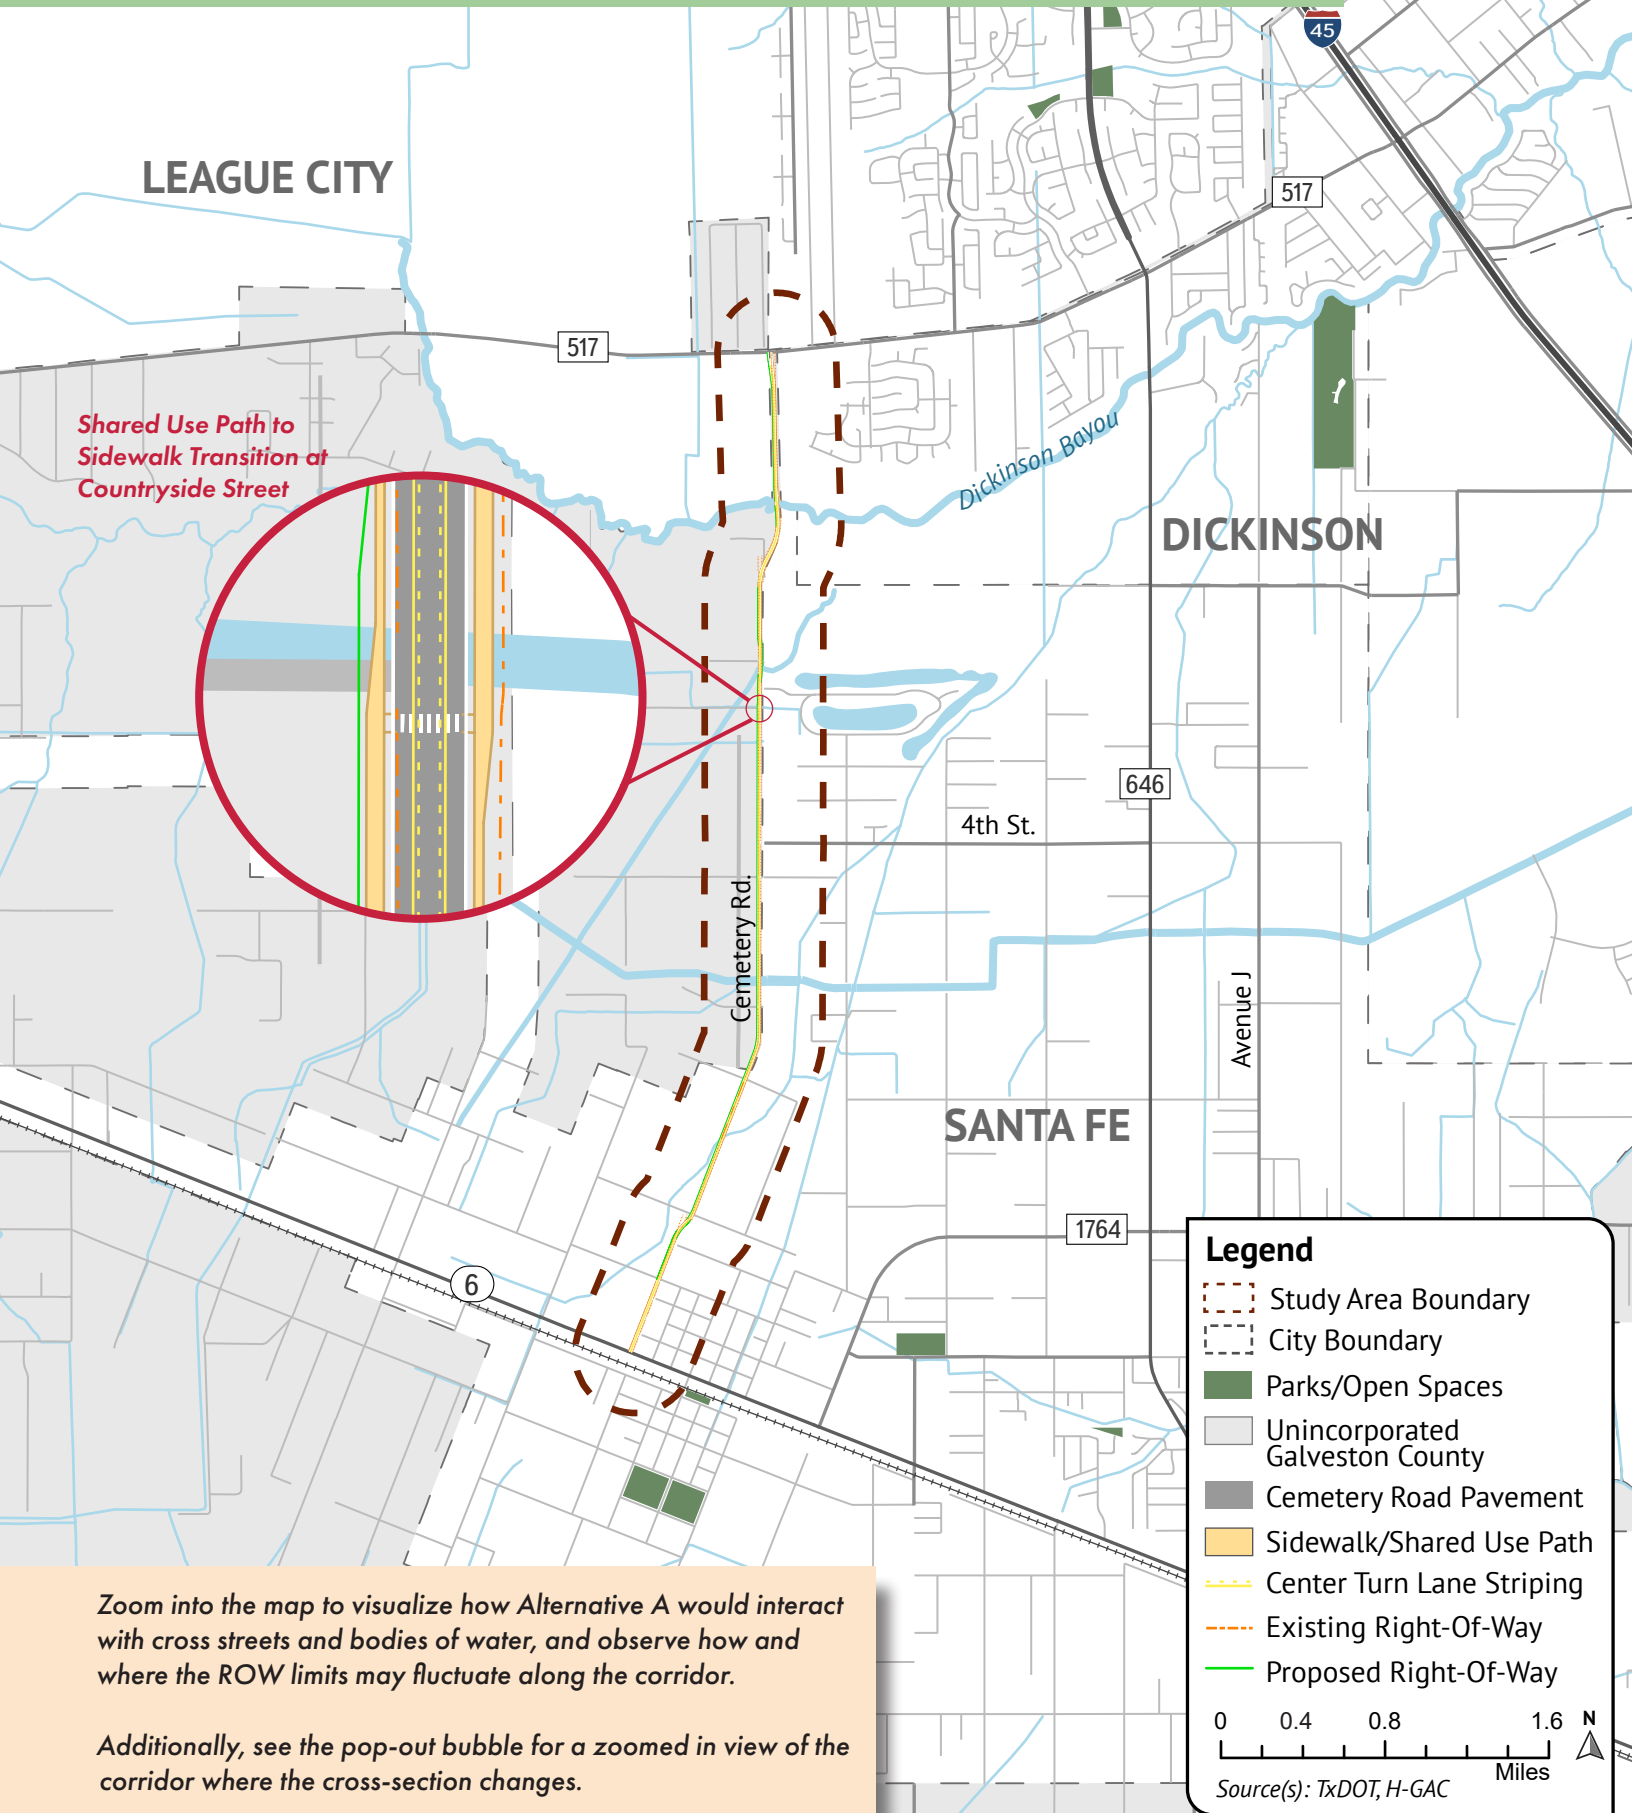 45
LEAGUE CITY
517
517
Shared Use Path to
Sidewalk Transition at
Countryside Street
Dickinson Bayou
DICKINSON
646
4th St.
Cemetery Rd.
Avenue J
SANTA FE
1764
6
Legend
Study Area Boundary
City Boundary
Parks/Open Spaces
Unincorporated
Galveston County
Cemetery Road Pavement
Sidewalk/Shared Use Path
Center Turn Lane Striping
Existing Right-Of-Way
Proposed Right-Of-Way
0 0.4 0.8 1.6 N
Miles
Source(s): TxDOT, H-GAC
Zoom into the map to visualize how Alternative A would interact
with cross streets and bodies of water, and observe how and
where the ROW limits may fluctuate along the corridor.
Additionally, see the pop-out bubble for a zoomed in view of the
corridor where the cross-section changes.